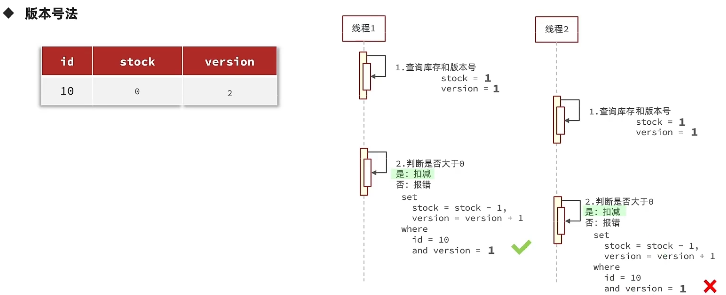 ◆ 版本号法
id stock version
10 0 2
线程1
1.查询库存和版本号
stock = 1
version = 1
2.判断是否大于0
是: 扣减
否: 报错
set
stock = stock - 1,
version = version + 1
where
id = 10
and version = 1
线程2
1.查询库存和版本号
stock = 1
version = 1
2.判断是否大于0
是: 扣减
否: 报错
set
stock = stock - 1,
version = version + 1
where
id = 10
and version = 1